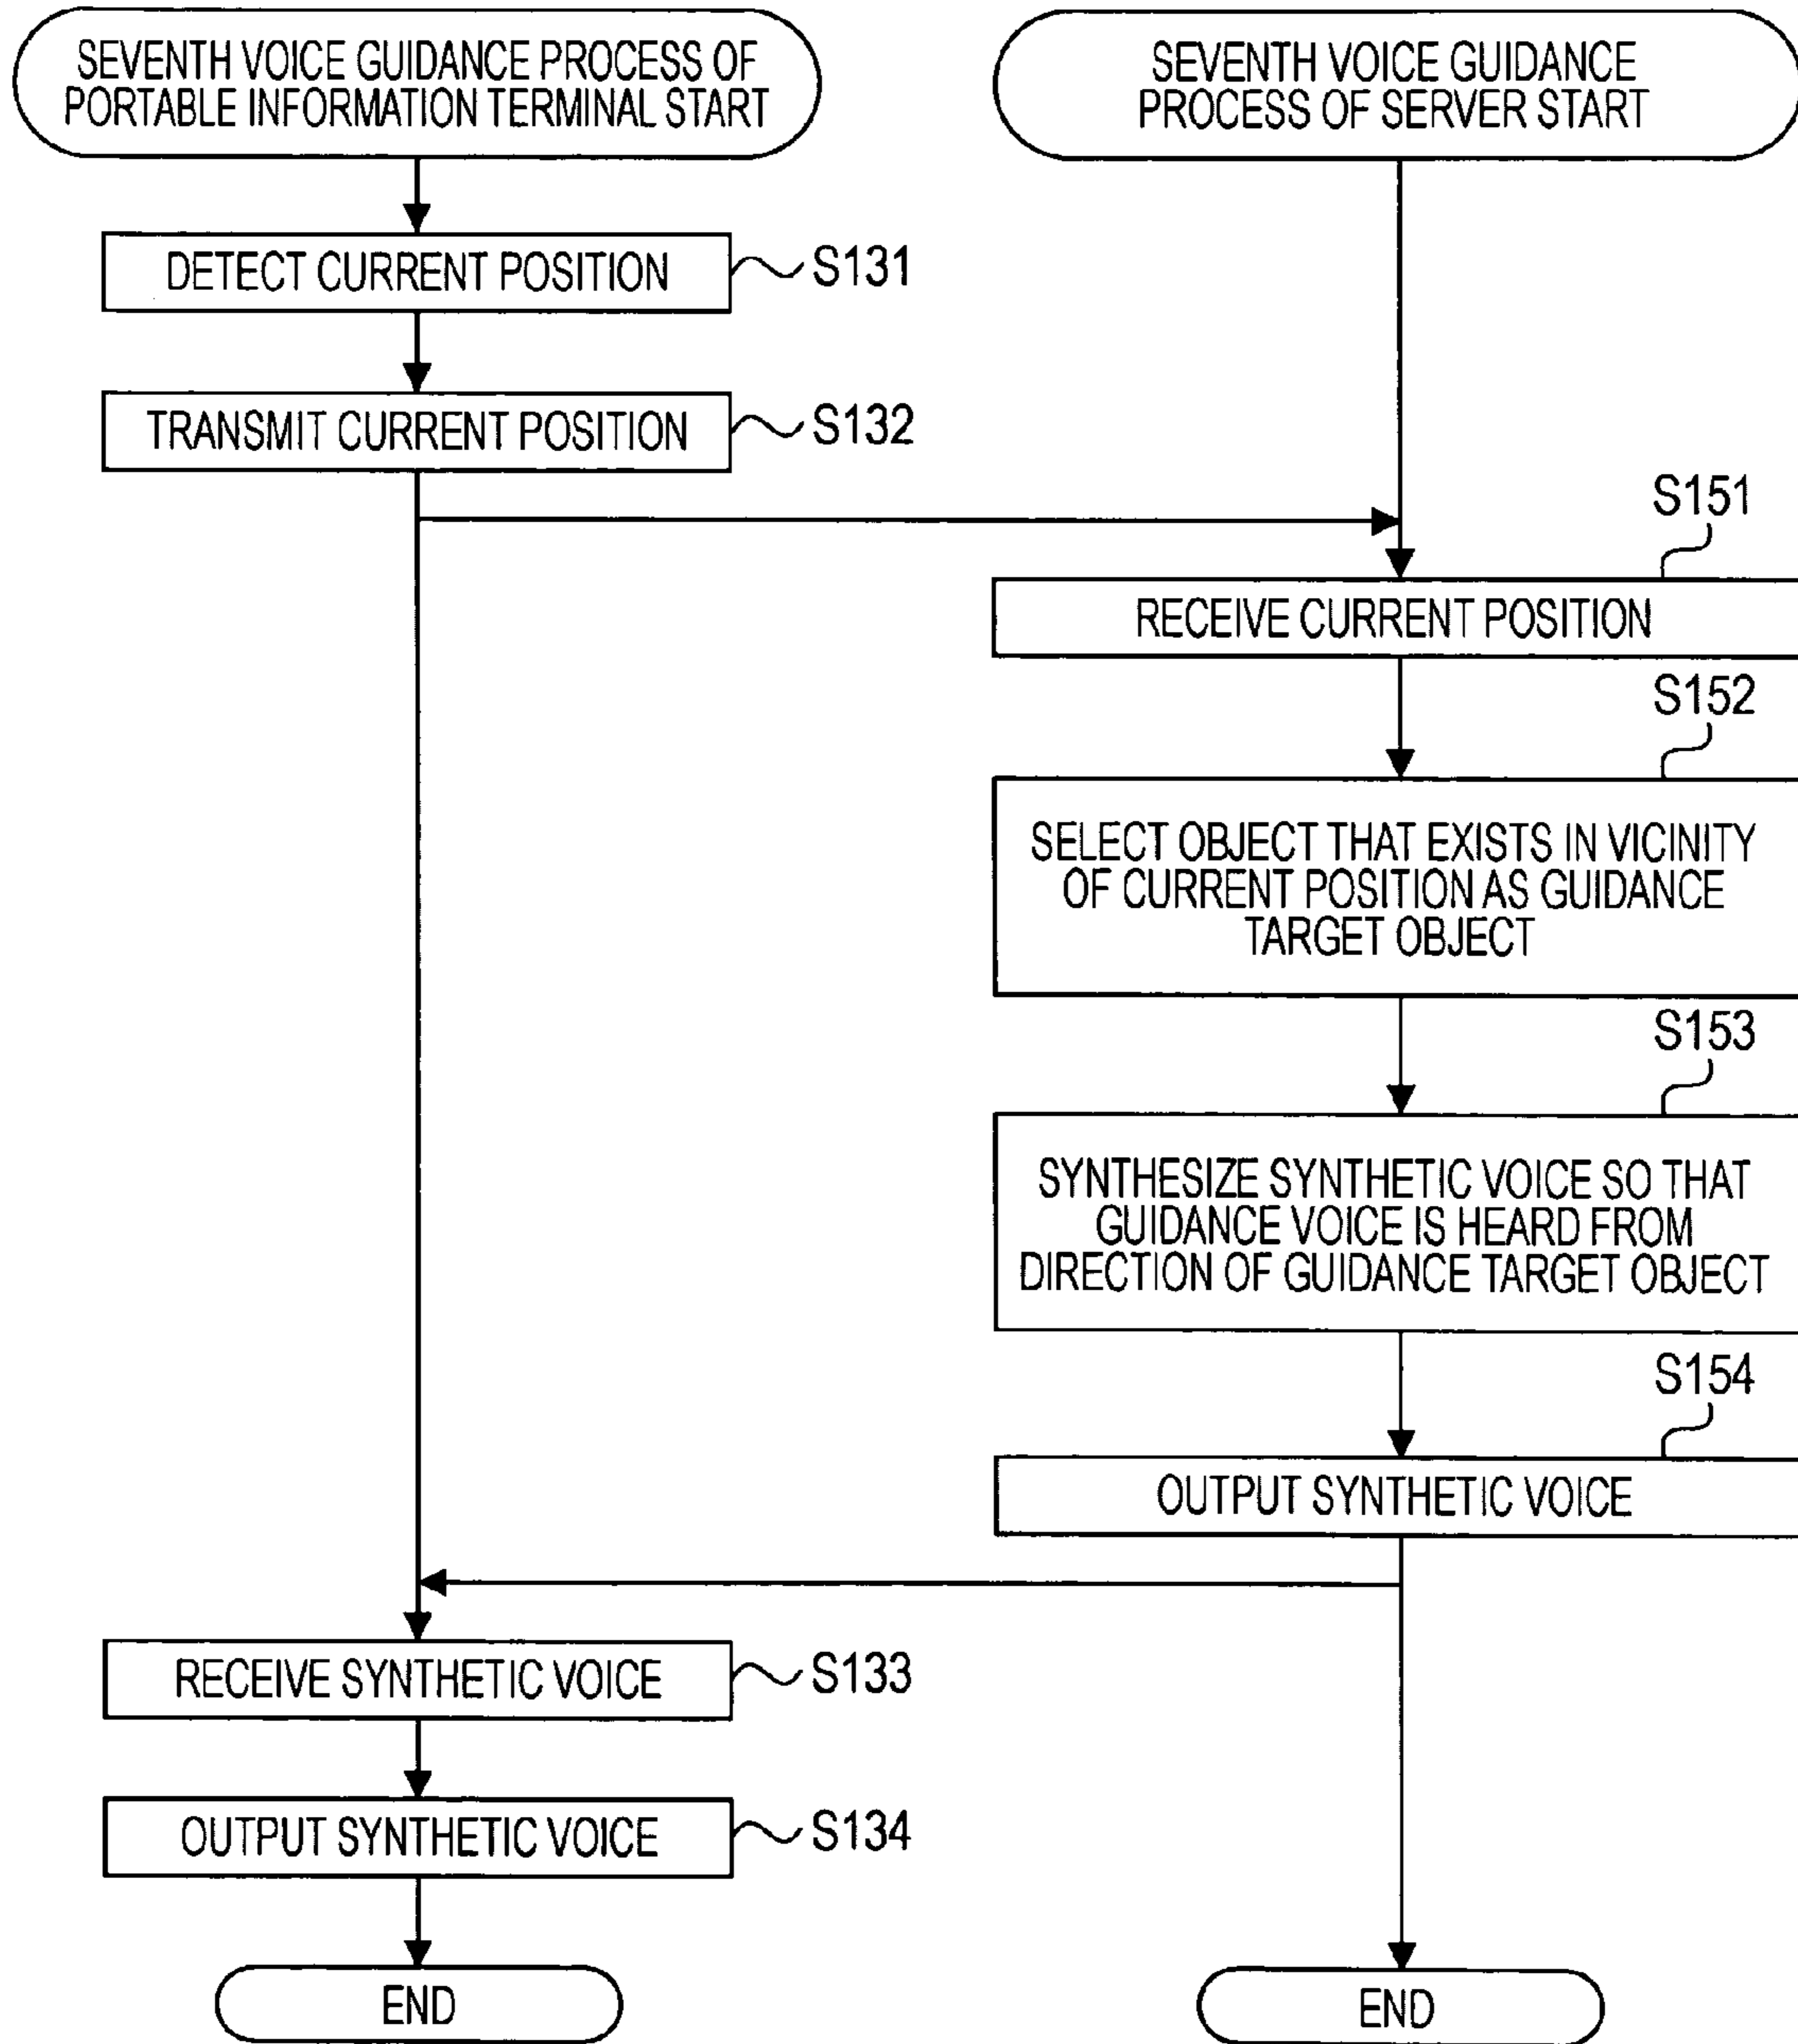 SEVENTH VOICE GUIDANCE PROCESS OF
PORTABLE INFORMATION TERMINAL START
SEVENTH VOICE GUIDANCE
PROCESS OF SERVER START
DETECT CURRENT POSITION
S131
TRANSMIT CURRENT POSITION
S132
S151
RECEIVE CURRENT POSITION
S152
SELECT OBJECT THAT EXISTS IN VICINITY
OF CURRENT POSITION AS GUIDANCE
TARGET OBJECT
S153
SYNTHESIZE SYNTHETIC VOICE SO THAT
GUIDANCE VOICE IS HEARD FROM
DIRECTION OF GUIDANCE TARGET OBJECT
S154
OUTPUT SYNTHETIC VOICE
RECEIVE SYNTHETIC VOICE
S133
OUTPUT SYNTHETIC VOICE
S134
END
END